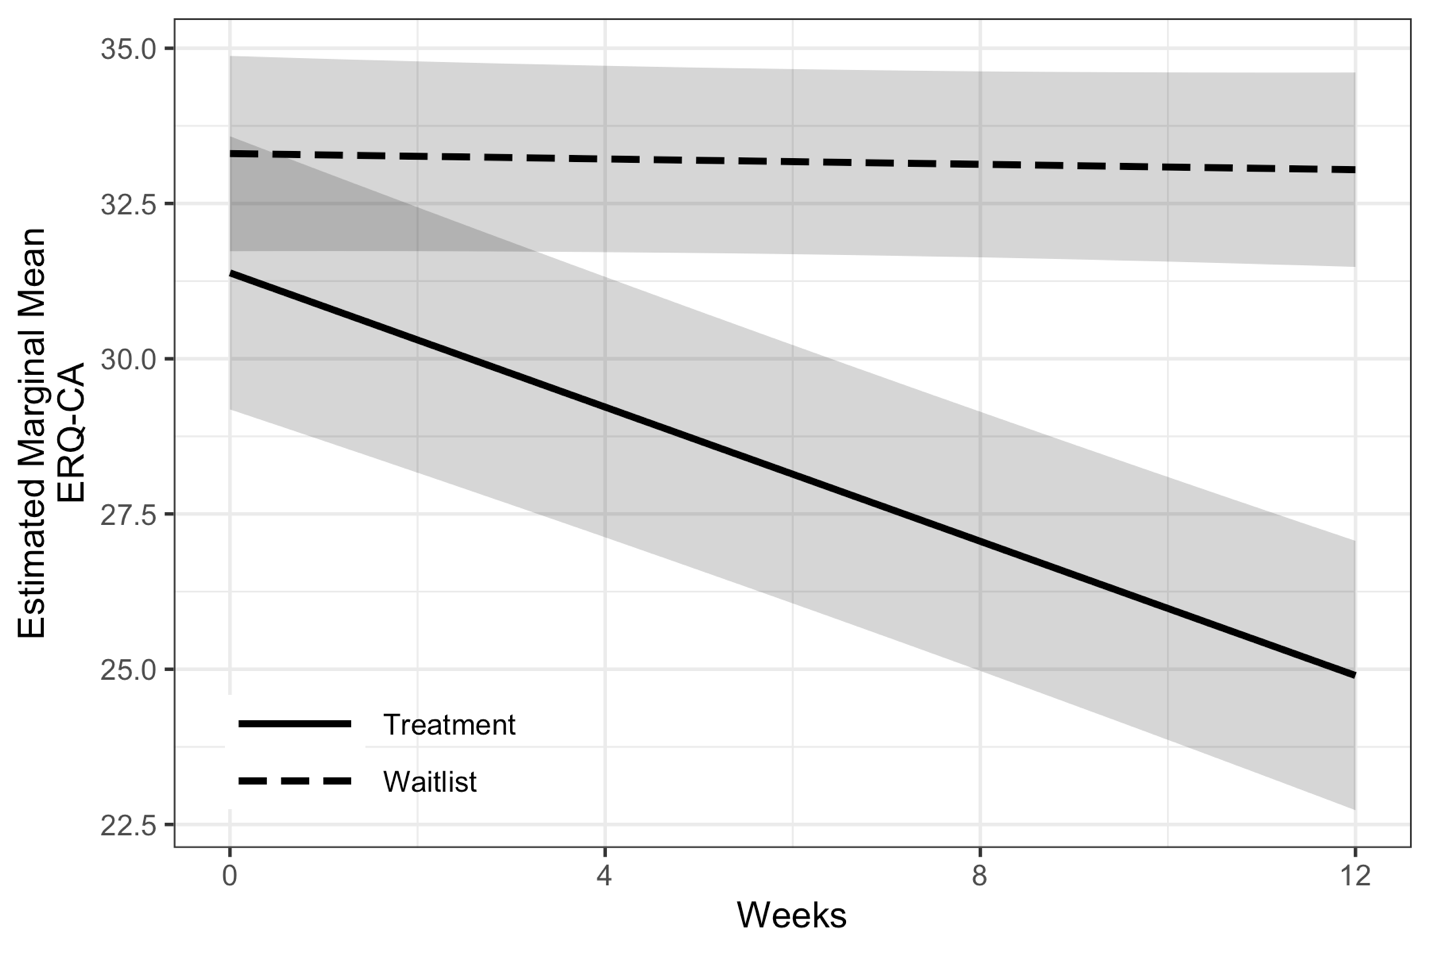 Estimated Marginal Mean
ERQ-CA
35.0
32.5
30.0
27.5
25.0
22.5
Treatment
Waitlist
0 4 8 12
Weeks